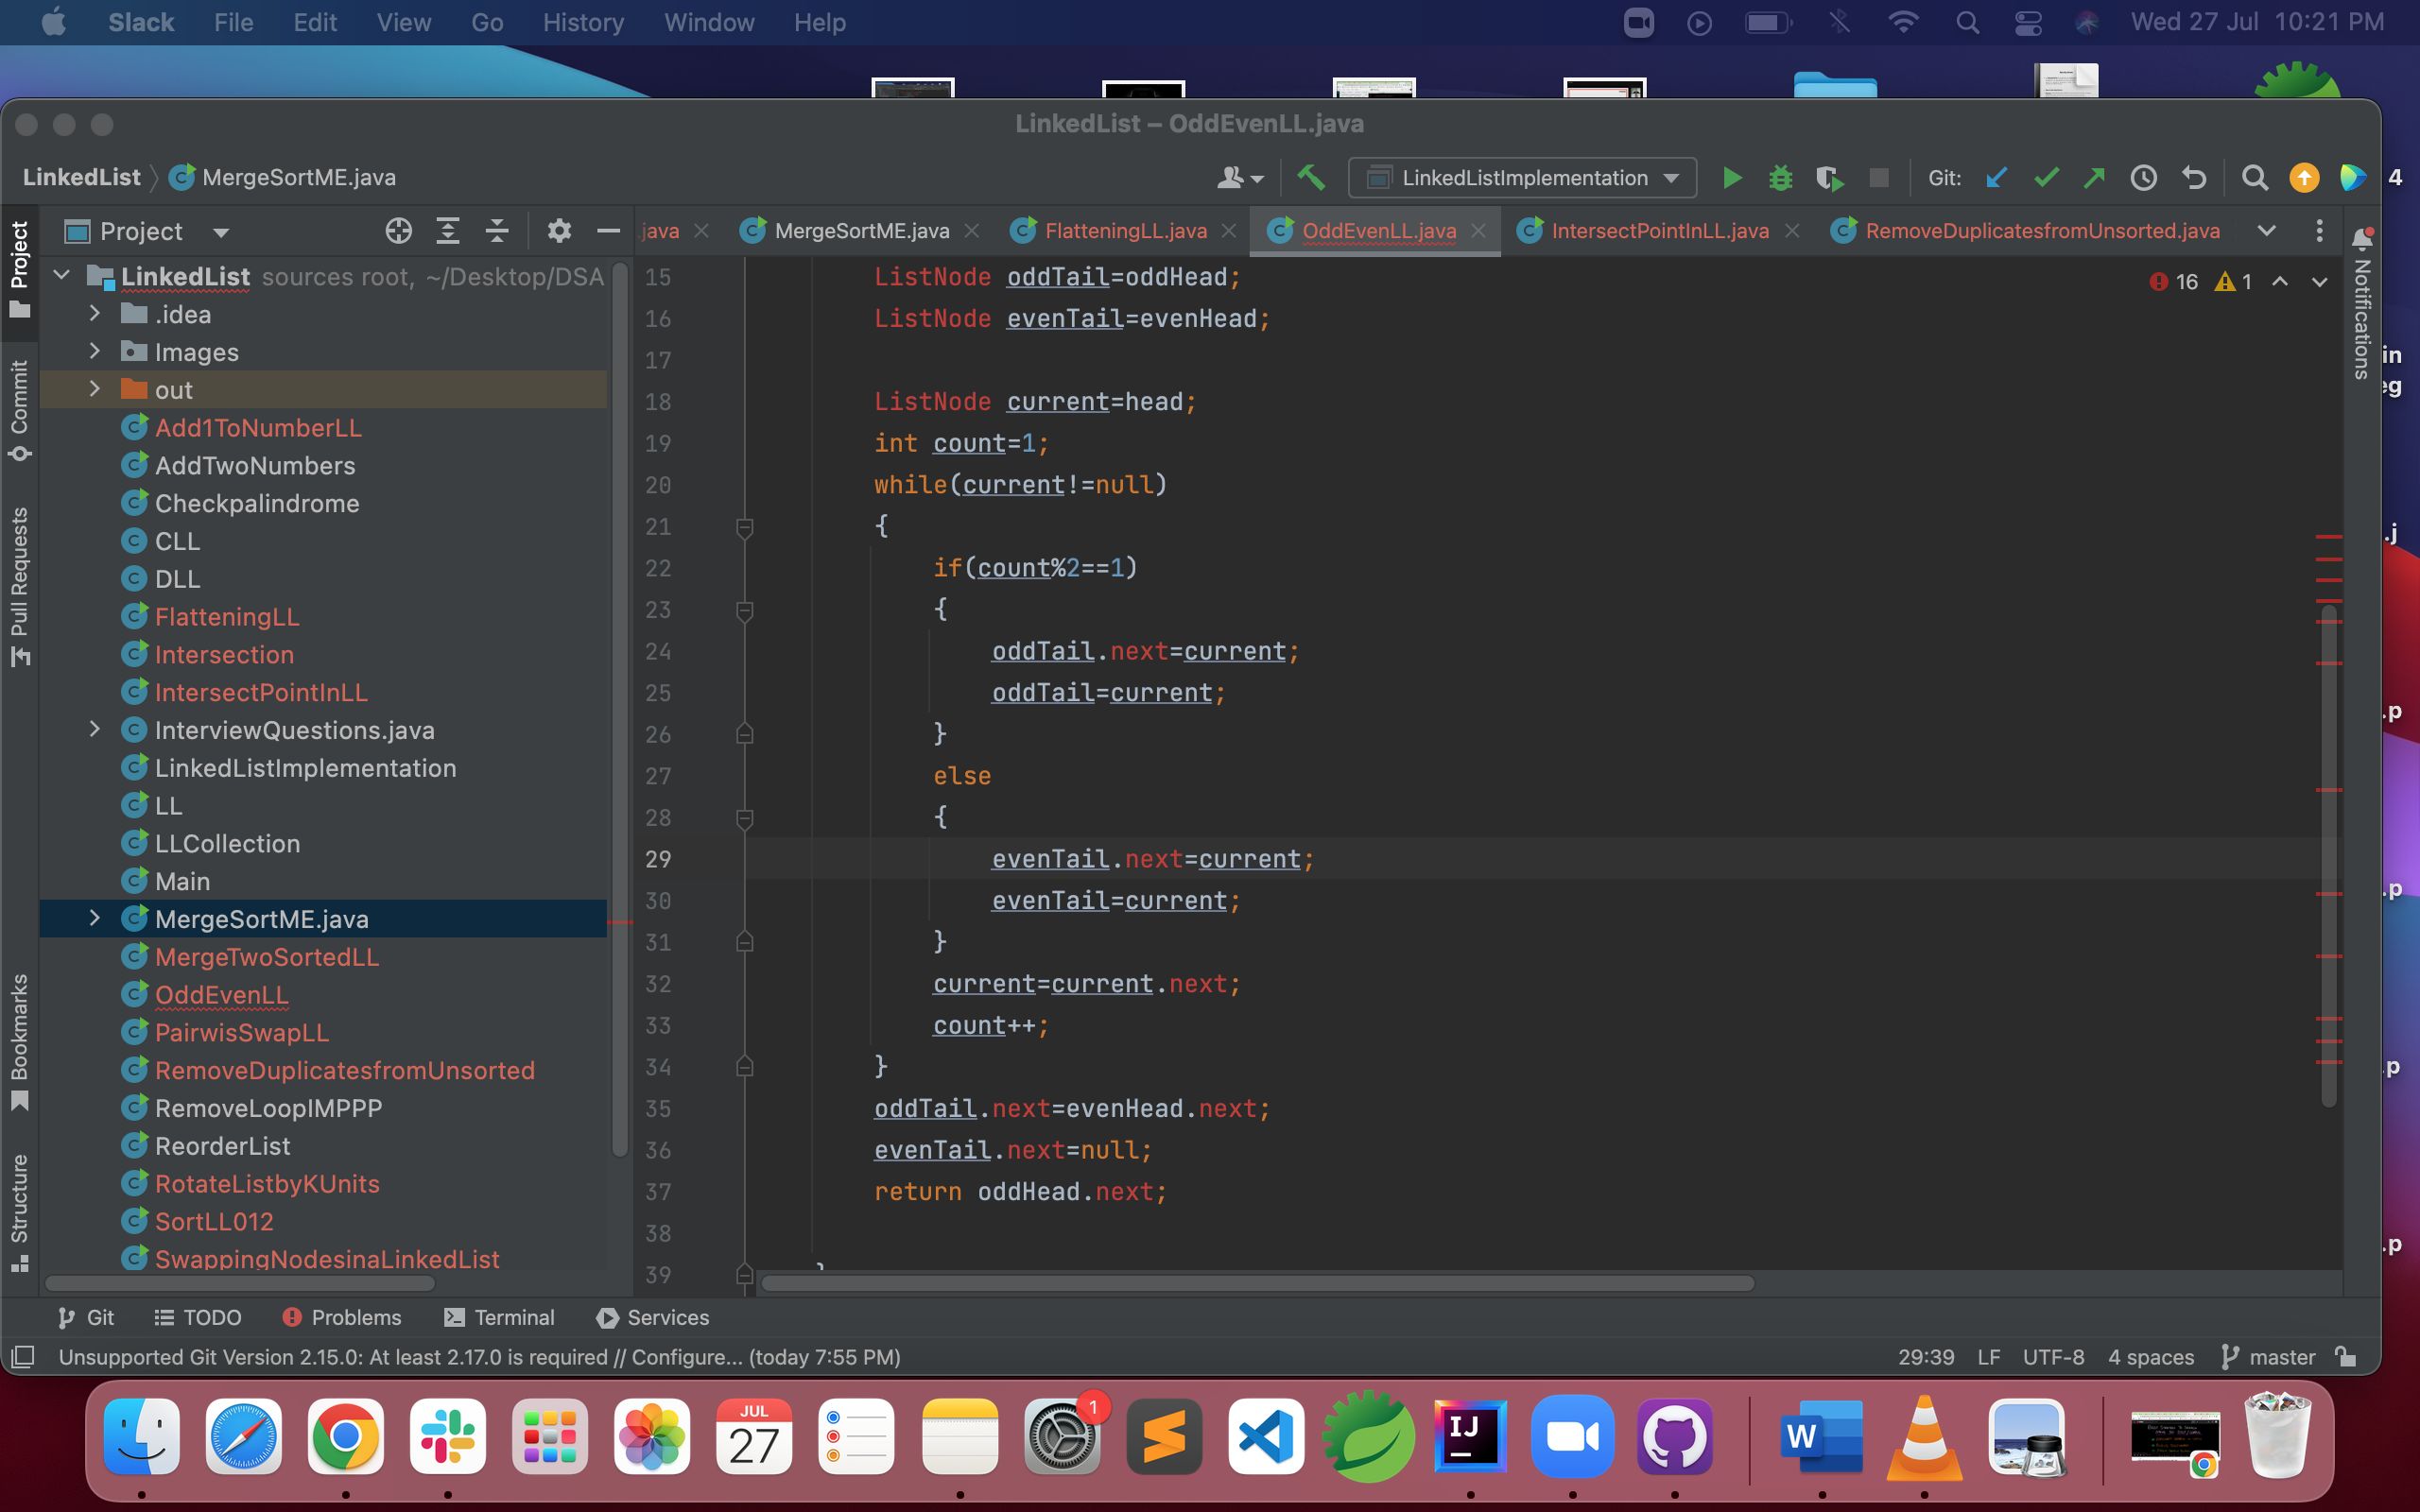 Slack File Edit View Go History Window Help Wed 27 Jul 10:21 PM
LinkedList – OddEvenLL.java
LinkedList MergeSortME.java LinkedListImplementation Git: 4
Project .java MergeSortME.java FlatteningLL.java OddEvenLL.java IntersectPointInLL.java RemoveDuplicatesfromUnsorted.java
Project
Commit
Pull Requests
Bookmarks
Structure
Notifications
LinkedList sources root, ~/Desktop/DSA
.idea
Images
out
Add1ToNumberLL
AddTwoNumbers
Checkpalindrome
CLL
DLL
FlatteningLL
Intersection
IntersectPointInLL
InterviewQuestions.java
LinkedListImplementation
LL
LLCollection
Main
MergeSortME.java
MergeTwoSortedLL
OddEvenLL
PairwisSwapLL
RemoveDuplicatesfromUnsorted
RemoveLoopIMPPP
ReorderList
RotateListbyKUnits
SortLL012
SwappingNodesinaLinkedList
16 1
15 ListNode oddTail=oddHead;
16 ListNode evenTail=evenHead;
17
18 ListNode current=head;
19 int count=1;
20 while(current!=null)
21 {
22 if(count%2==1)
23 {
24 oddTail.next=current;
25 oddTail=current;
26 }
27 else
28 {
29 evenTail.next=current;
30 evenTail=current;
31 }
32 current=current.next;
33 count++;
34 }
35 oddTail.next=evenHead.next;
36 evenTail.next=null;
37 return oddHead.next;
38
39 }
in
eg
.j
.p
.p
.p
.p
Git TODO Problems Terminal Services
Unsupported Git Version 2.15.0: At least 2.17.0 is required // Configure... (today 7:55 PM) 29:39 LF UTF-8 4 spaces master
JUL
27
1
IJ
W